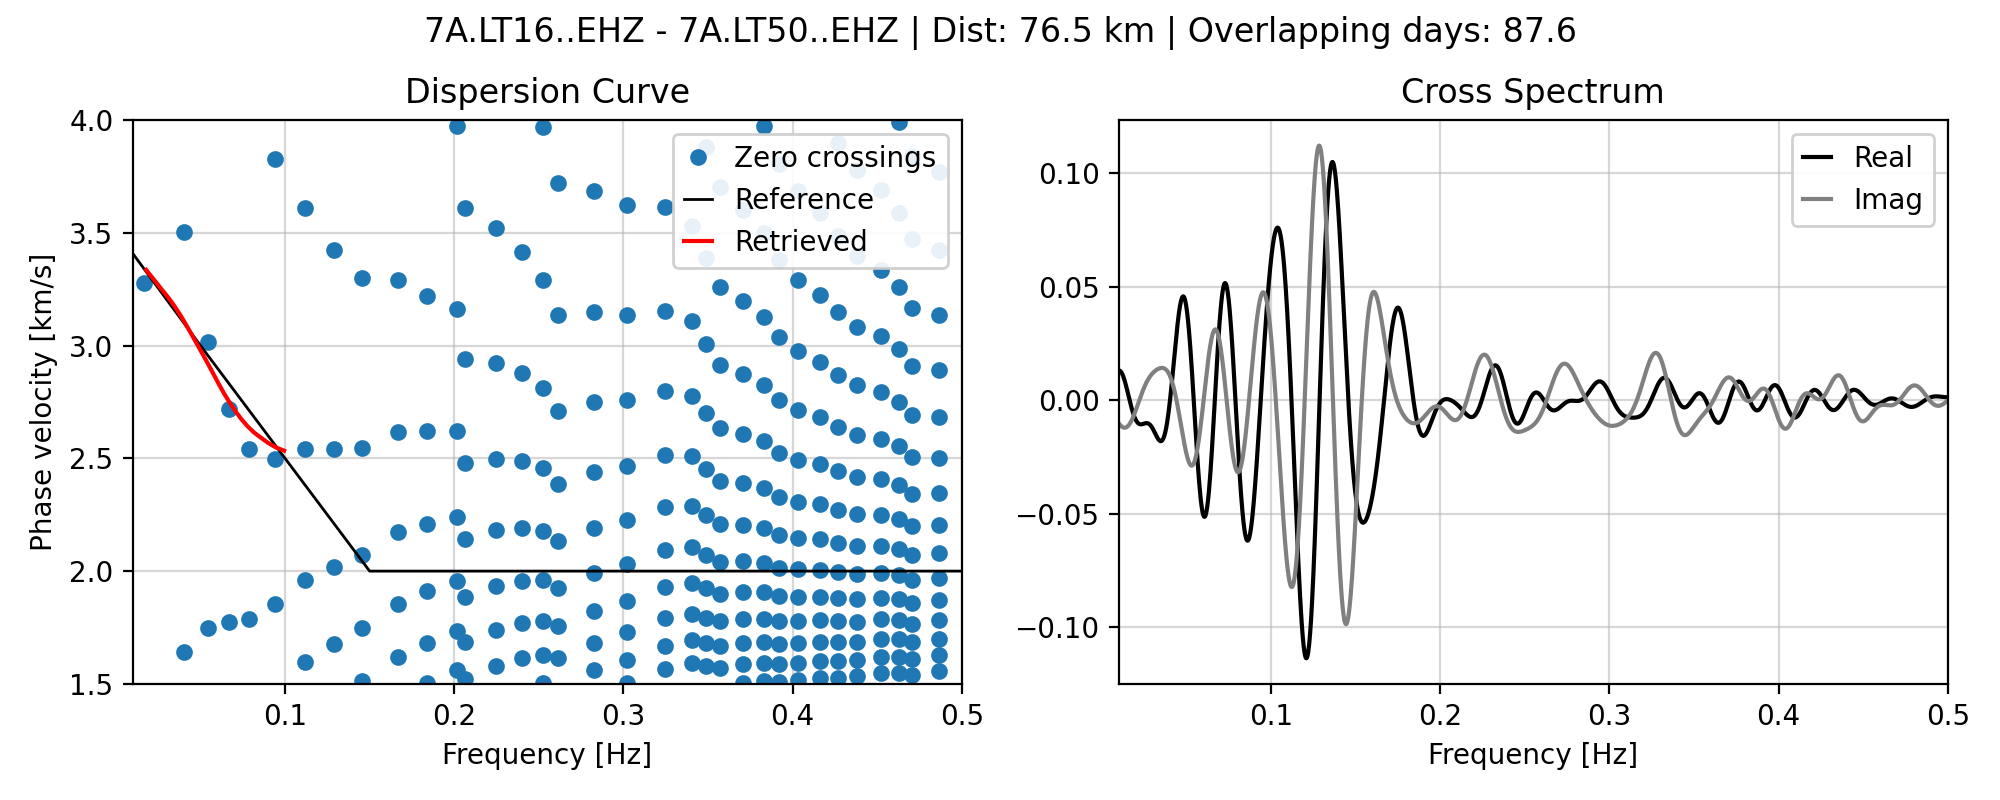 7A.LT16..EHZ - 7A.LT50..EHZ | Dist: 76.5 km | Overlapping days: 87.6
Dispersion Curve
Phase velocity [km/s]
4.0
3.5
3.0
2.5
2.0
1.5
Zero crossings
Reference
Retrieved
0.1 0.2 0.3 0.4 0.5
Frequency [Hz]
Cross Spectrum
0.10
0.05
0.00
−0.05
−0.10
Real
Imag
0.1 0.2 0.3 0.4 0.5
Frequency [Hz]